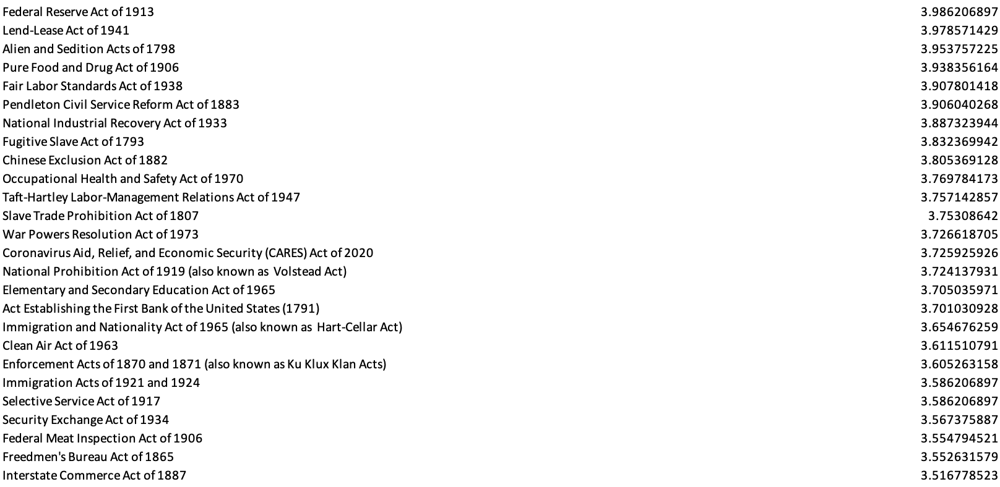 Federal Reserve Act of 1913 3.986206897
Lend-Lease Act of 1941 3.978571429
Alien and Sedition Acts of 1798 3.953757225
Pure Food and Drug Act of 1906 3.938356164
Fair Labor Standards Act of 1938 3.907801418
Pendleton Civil Service Reform Act of 1883 3.906040268
National Industrial Recovery Act of 1933 3.887323944
Fugitive Slave Act of 1793 3.832369942
Chinese Exclusion Act of 1882 3.805369128
Occupational Health and Safety Act of 1970 3.769784173
Taft-Hartley Labor-Management Relations Act of 1947 3.757142857
Slave Trade Prohibition Act of 1807 3.75308642
War Powers Resolution Act of 1973 3.726618705
Coronavirus Aid, Relief, and Economic Security (CARES) Act of 2020 3.725925926
National Prohibition Act of 1919 (also known as Volstead Act) 3.724137931
Elementary and Secondary Education Act of 1965 3.705035971
Act Establishing the First Bank of the United States (1791) 3.701030928
Immigration and Nationality Act of 1965 (also known as Hart-Cellar Act) 3.654676259
Clean Air Act of 1963 3.611510791
Enforcement Acts of 1870 and 1871 (also known as Ku Klux Klan Acts) 3.605263158
Immigration Acts of 1921 and 1924 3.586206897
Selective Service Act of 1917 3.586206897
Security Exchange Act of 1934 3.567375887
Federal Meat Inspection Act of 1906 3.554794521
Freedmen's Bureau Act of 1865 3.552631579
Interstate Commerce Act of 1887 3.516778523